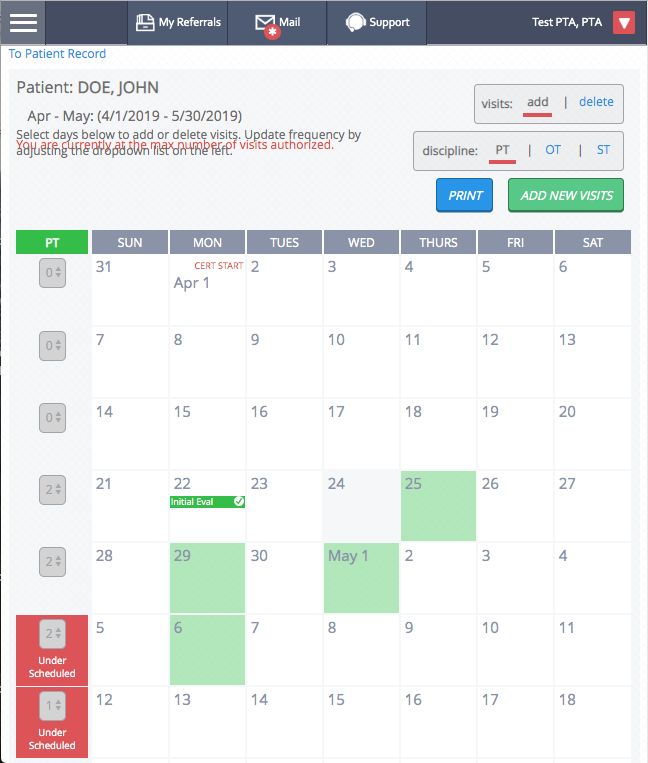 My Referrals Mail Support Test PTA, PTA
To Patient Record
Patient: DOE, JOHN
Apr - May: (4/1/2019 - 5/30/2019)
Select days below to add or delete visits. Update frequency by
You are currently at the max number of visits authorized.
adjusting the dropdown list on the left.
visits: add | delete
discipline: PT | OT | ST
PRINT ADD NEW VISITS
PT SUN MON TUES WED THURS FRI SAT
0 31 CERT START Apr 1 2 3 4 5 6
0 7 8 9 10 11 12 13
0 14 15 16 17 18 19 20
2 21 22 23 24 25 26 27
Initial Eval
2 28 29 30 May 1 2 3 4
2 5 6 7 8 9 10 11
Under
Scheduled
1 12 13 14 15 16 17 18
Under
Scheduled